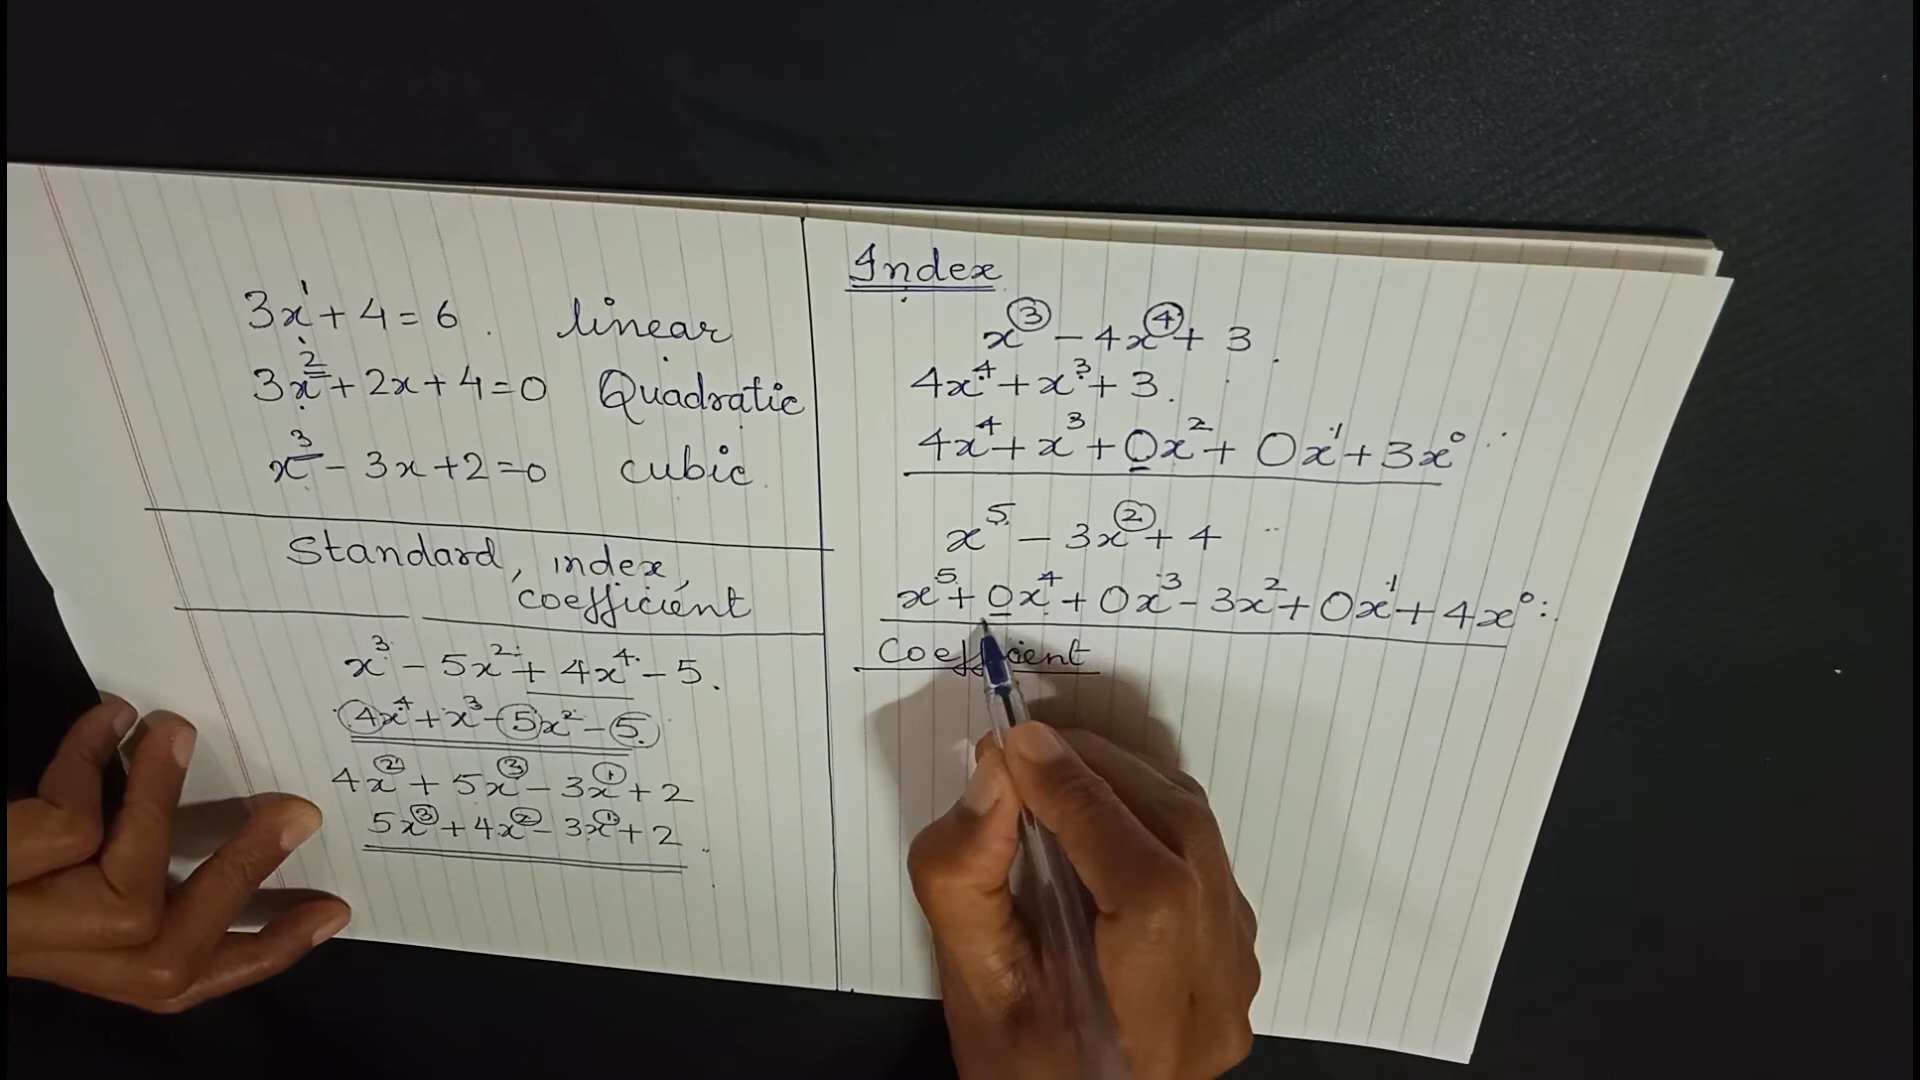 3x¹ + 4 = 6 . linear
3x² + 2x + 4 = 0 Quadratic
x³ - 3x + 2 = 0 cubic
Standard, index,
coefficient
x³ - 5x² + 4x⁴ - 5.
4x⁴ + x³ - 5x² - 5.
4x² + 5x³ - 3x¹ + 2
5x³ + 4x² - 3x¹ + 2
Index
x³ - 4x⁴ + 3
4x⁴ + x³ + 3.
4x⁴ + x³ + 0x² + 0x¹ + 3x⁰
x⁵ - 3x² + 4
x⁵ + 0x⁴ + 0x³ - 3x² + 0x¹ + 4x⁰
Coefficient